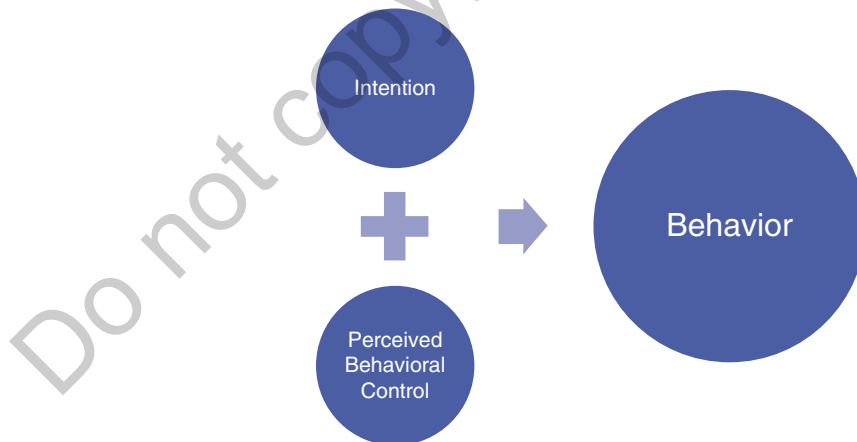 Do not copy
Intention
Perceived
Behavioral
Control
Behavior